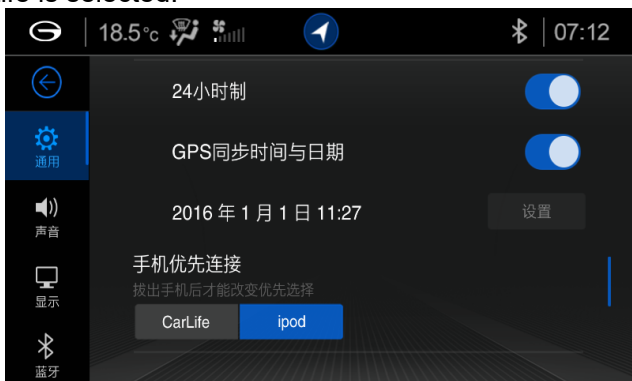 18.5°c 07:12
24小时制
通用
GPS同步时间与日期
声音
2016 年 1 月 1 日 11:27 设置
手机优先连接
显示
拔出手机后才能改变优先选择
CarLife ipod
蓝牙